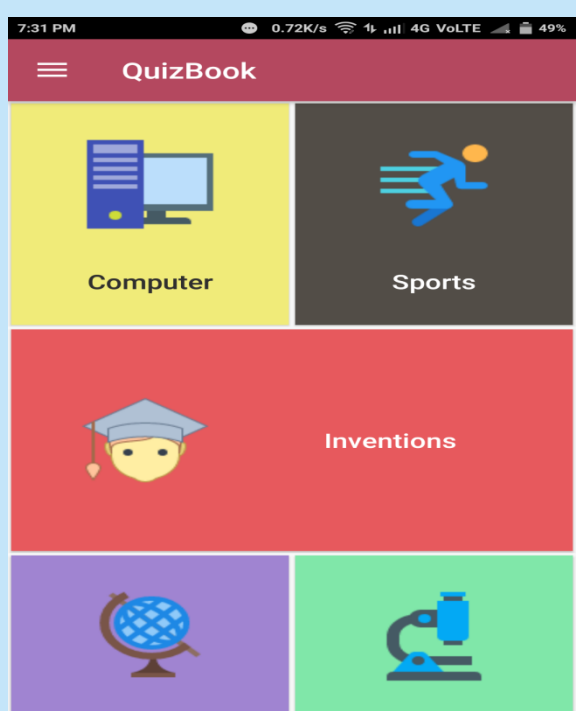 7:31 PM 0.72K/s 4G VoLTE 49%
QuizBook
Computer
Sports
Inventions